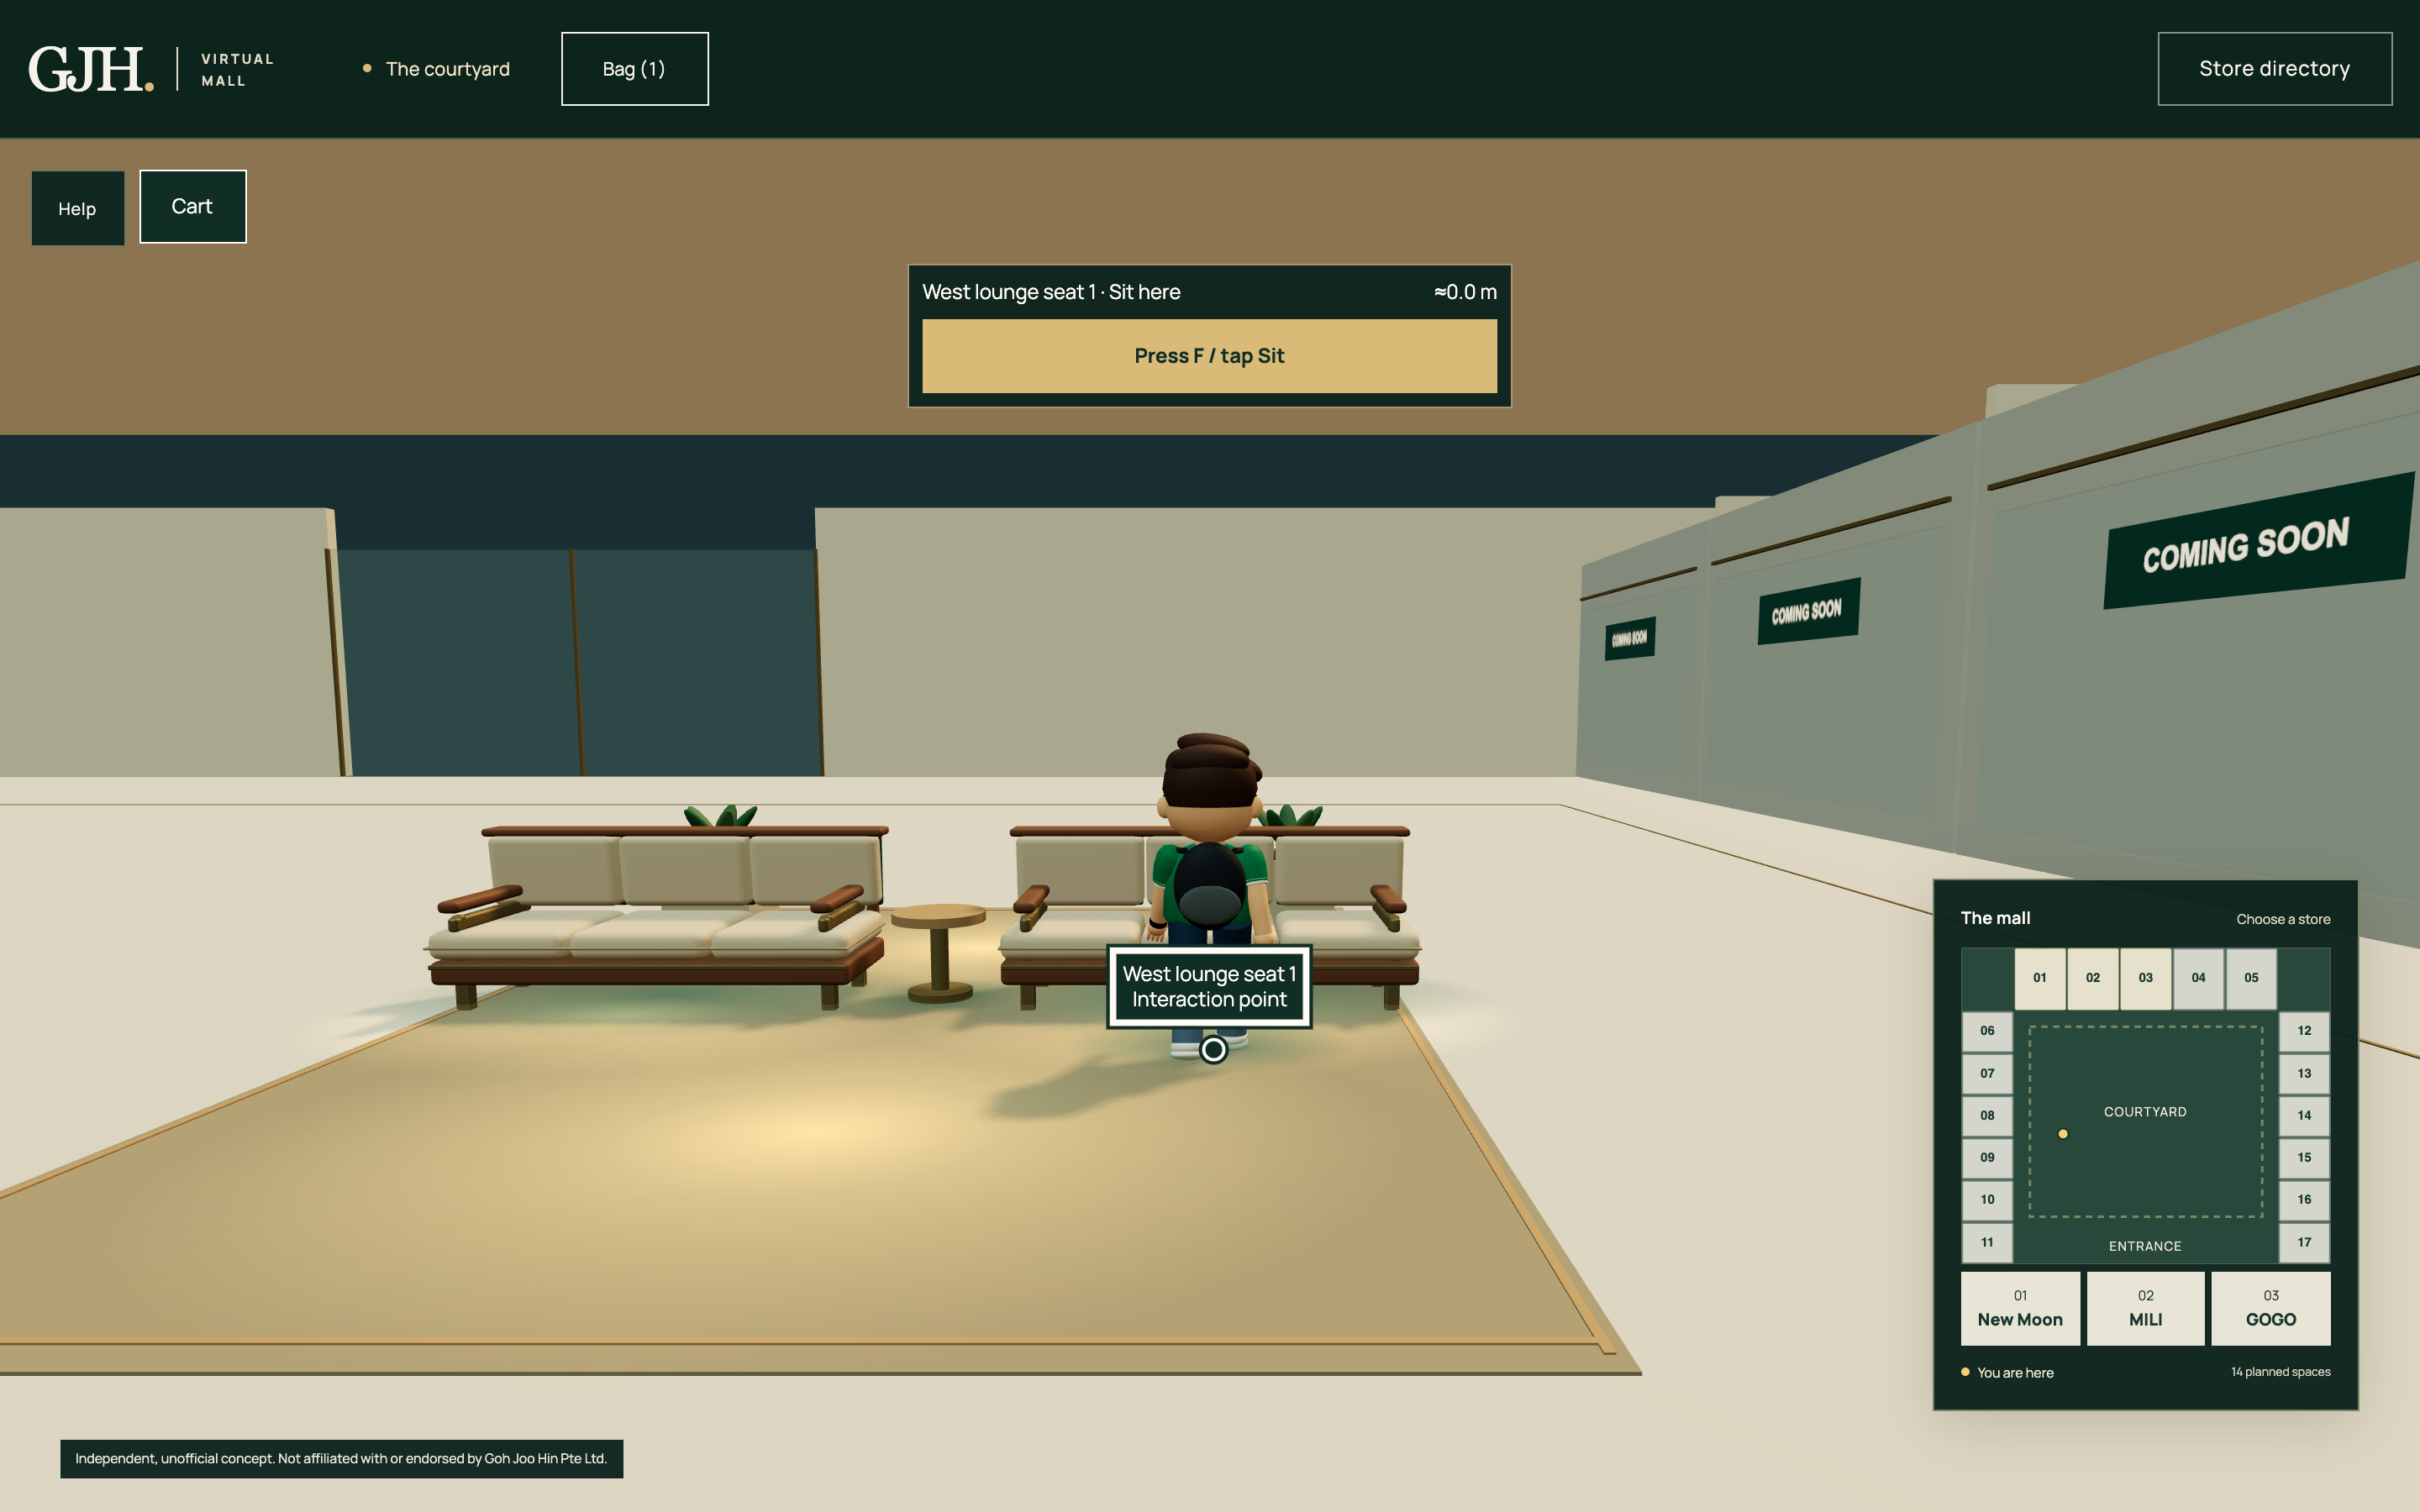 GJH.
VIRTUAL
MALL
The courtyard
Bag (1)
Store directory
Help
Cart
West lounge seat 1 · Sit here
≈0.0 m
Press F / tap Sit
COMING SOON
COMING SOON
COMING SOON
West lounge seat 1
Interaction point
The mall
Choose a store
01
02
03
04
05
06
12
07
13
08
COURTYARD
14
09
15
10
16
11
ENTRANCE
17
01
New Moon
02
MILI
03
GOGO
You are here
14 planned spaces
Independent, unofficial concept. Not affiliated with or endorsed by Goh Joo Hin Pte Ltd.